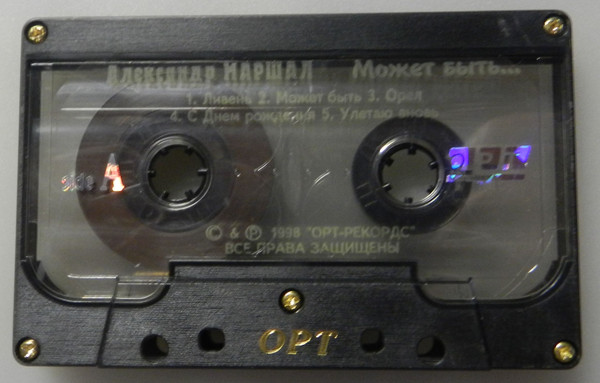 Александр МАРШАЛ Может быть...
1. Ливень 2. Может быть 3. Орел
4. С Днем рождения 5. Улетаю вновь
side A
ОРТ
© & ℗ 1998 "ОРТ-РЕКОРДС"
ВСЕ ПРАВА ЗАЩИЩЕНЫ
ОРТ